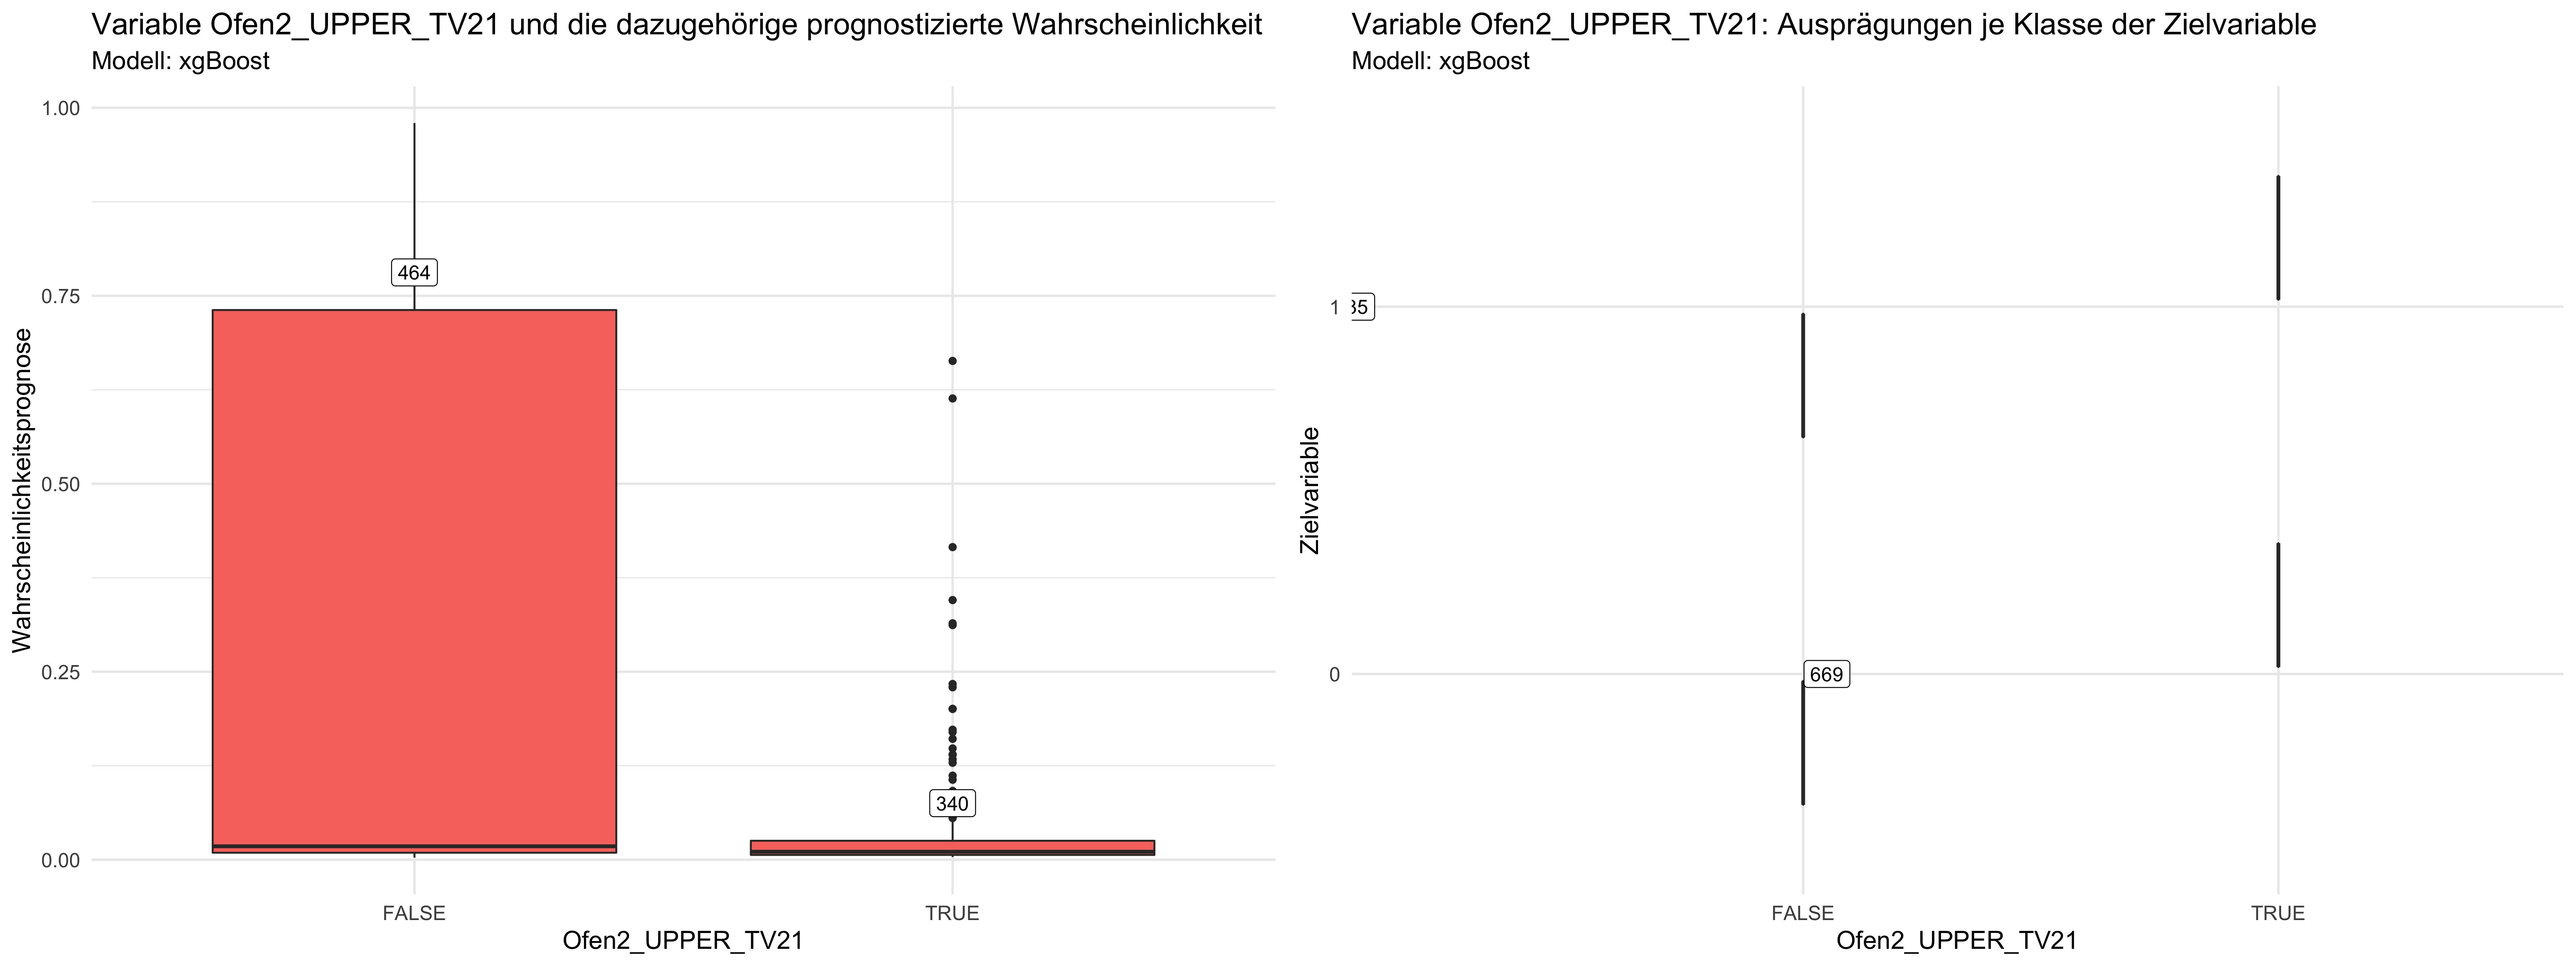 Variable Ofen2_UPPER_TV21 und die dazugehörige prognostizierte Wahrscheinlichkeit
Modell: xgBoost
1.00
0.75
0.50
0.25
0.00
Wahrscheinlichkeitsprognose
464
340
FALSE
TRUE
Ofen2_UPPER_TV21
Variable Ofen2_UPPER_TV21: Ausprägungen je Klasse der Zielvariable
Modell: xgBoost
1
0
Zielvariable
669
FALSE
TRUE
Ofen2_UPPER_TV21